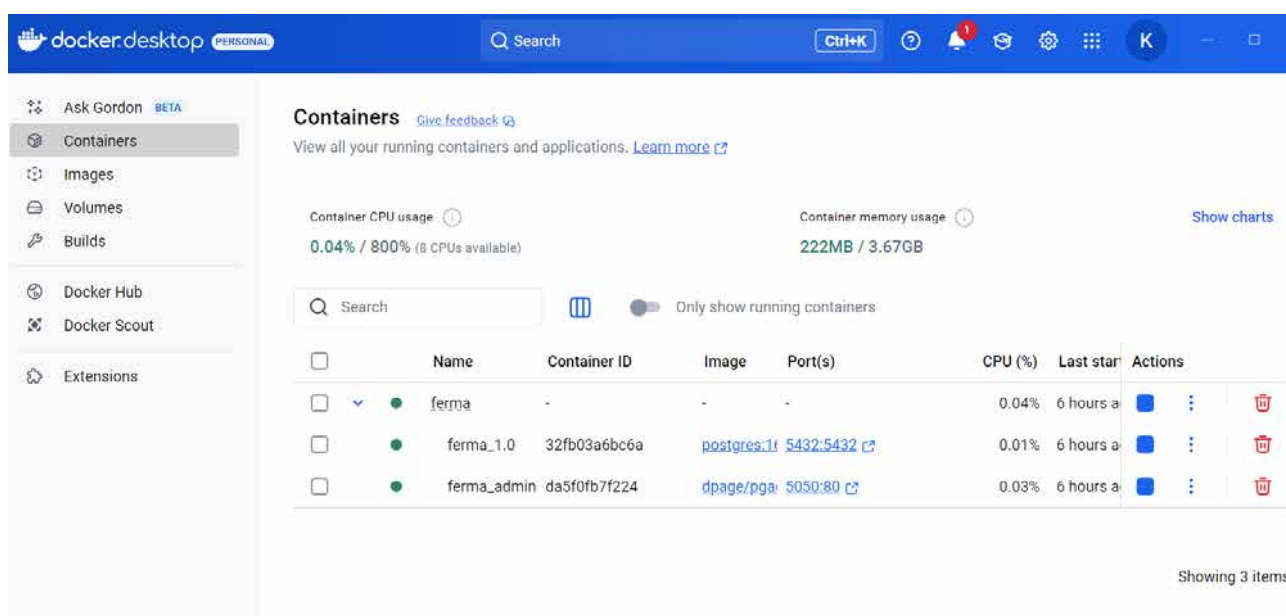 docker.desktop PERSONAL Search Ctrl+K 1 K
Ask Gordon BETA
Containers
Images
Volumes
Builds
Docker Hub
Docker Scout
Extensions
Containers Give feedback
View all your running containers and applications. Learn more
Container CPU usage Container memory usage Show charts
0.04% / 800% (8 CPUs available) 222MB / 3.67GB
Search Only show running containers
Name Container ID Image Port(s) CPU (%) Last star Actions
ferma - - - 0.04% 6 hours a
ferma_1.0 32fb03a6bc6a postgres:16 5432:5432 0.01% 6 hours a
ferma_admin da5f0fb7f224 dpage/pga 5050:80 0.03% 6 hours a
Showing 3 items